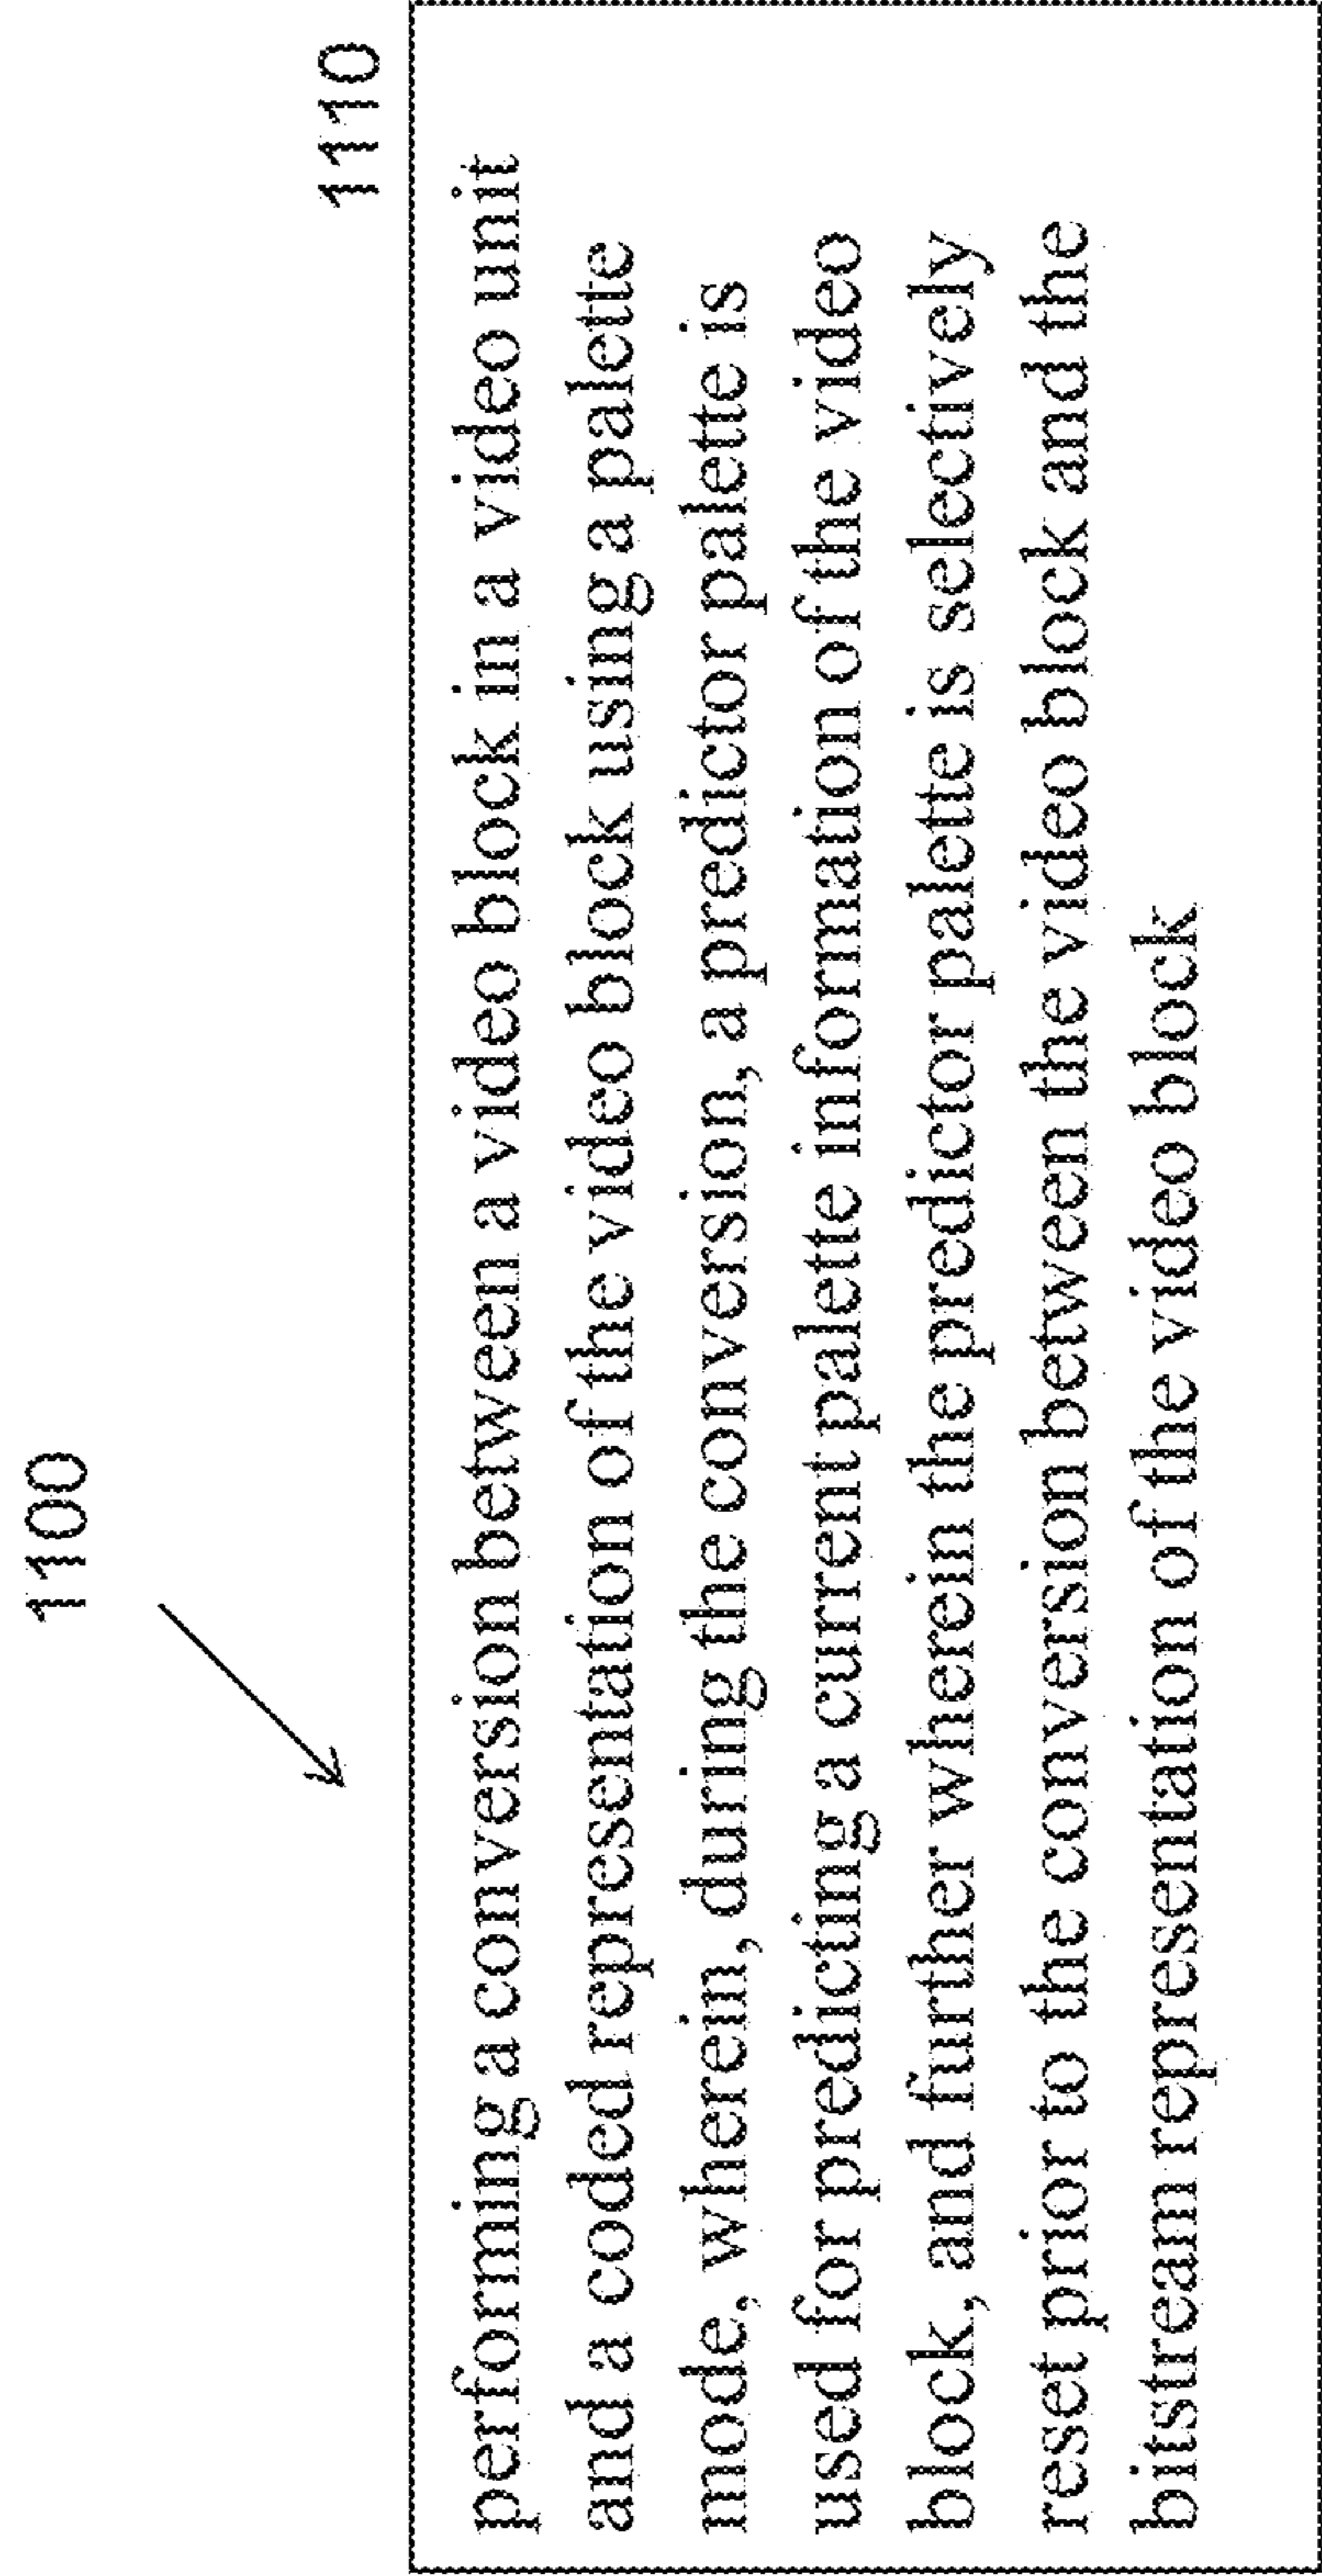 1100
1110
performing a conversion between a video block in a video unit
and a coded representation of the video block using a palette
mode, wherein, during the conversion, a predictor palette is
used for predicting a current palette information of the video
block, and further wherein the predictor palette is selectively
reset prior to the conversion between the video block and the
bitstream representation of the video block